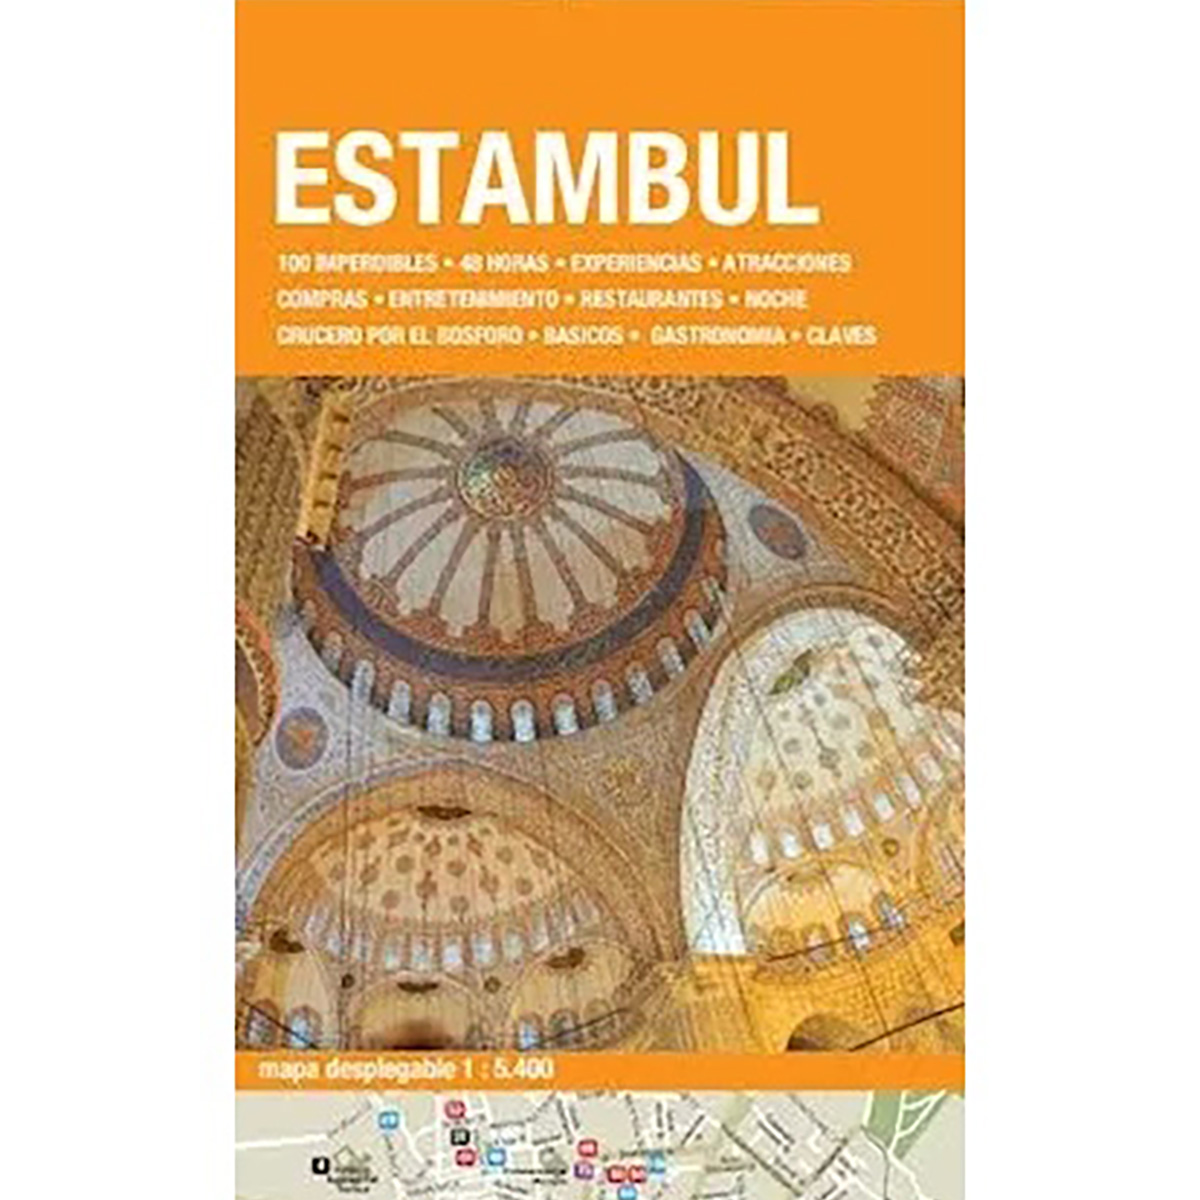 ESTAMBUL
100 IMPERDIBLES • 48 HORAS • EXPERIENCIAS • ATRACCIONES
COMPRAS • ENTRETENIMIENTO • RESTAURANTES • NOCHE
CRUCERO POR EL BOSFORO • BASICOS • GASTRONOMIA • CLAVES
mapa desplegable 1 : 5.400